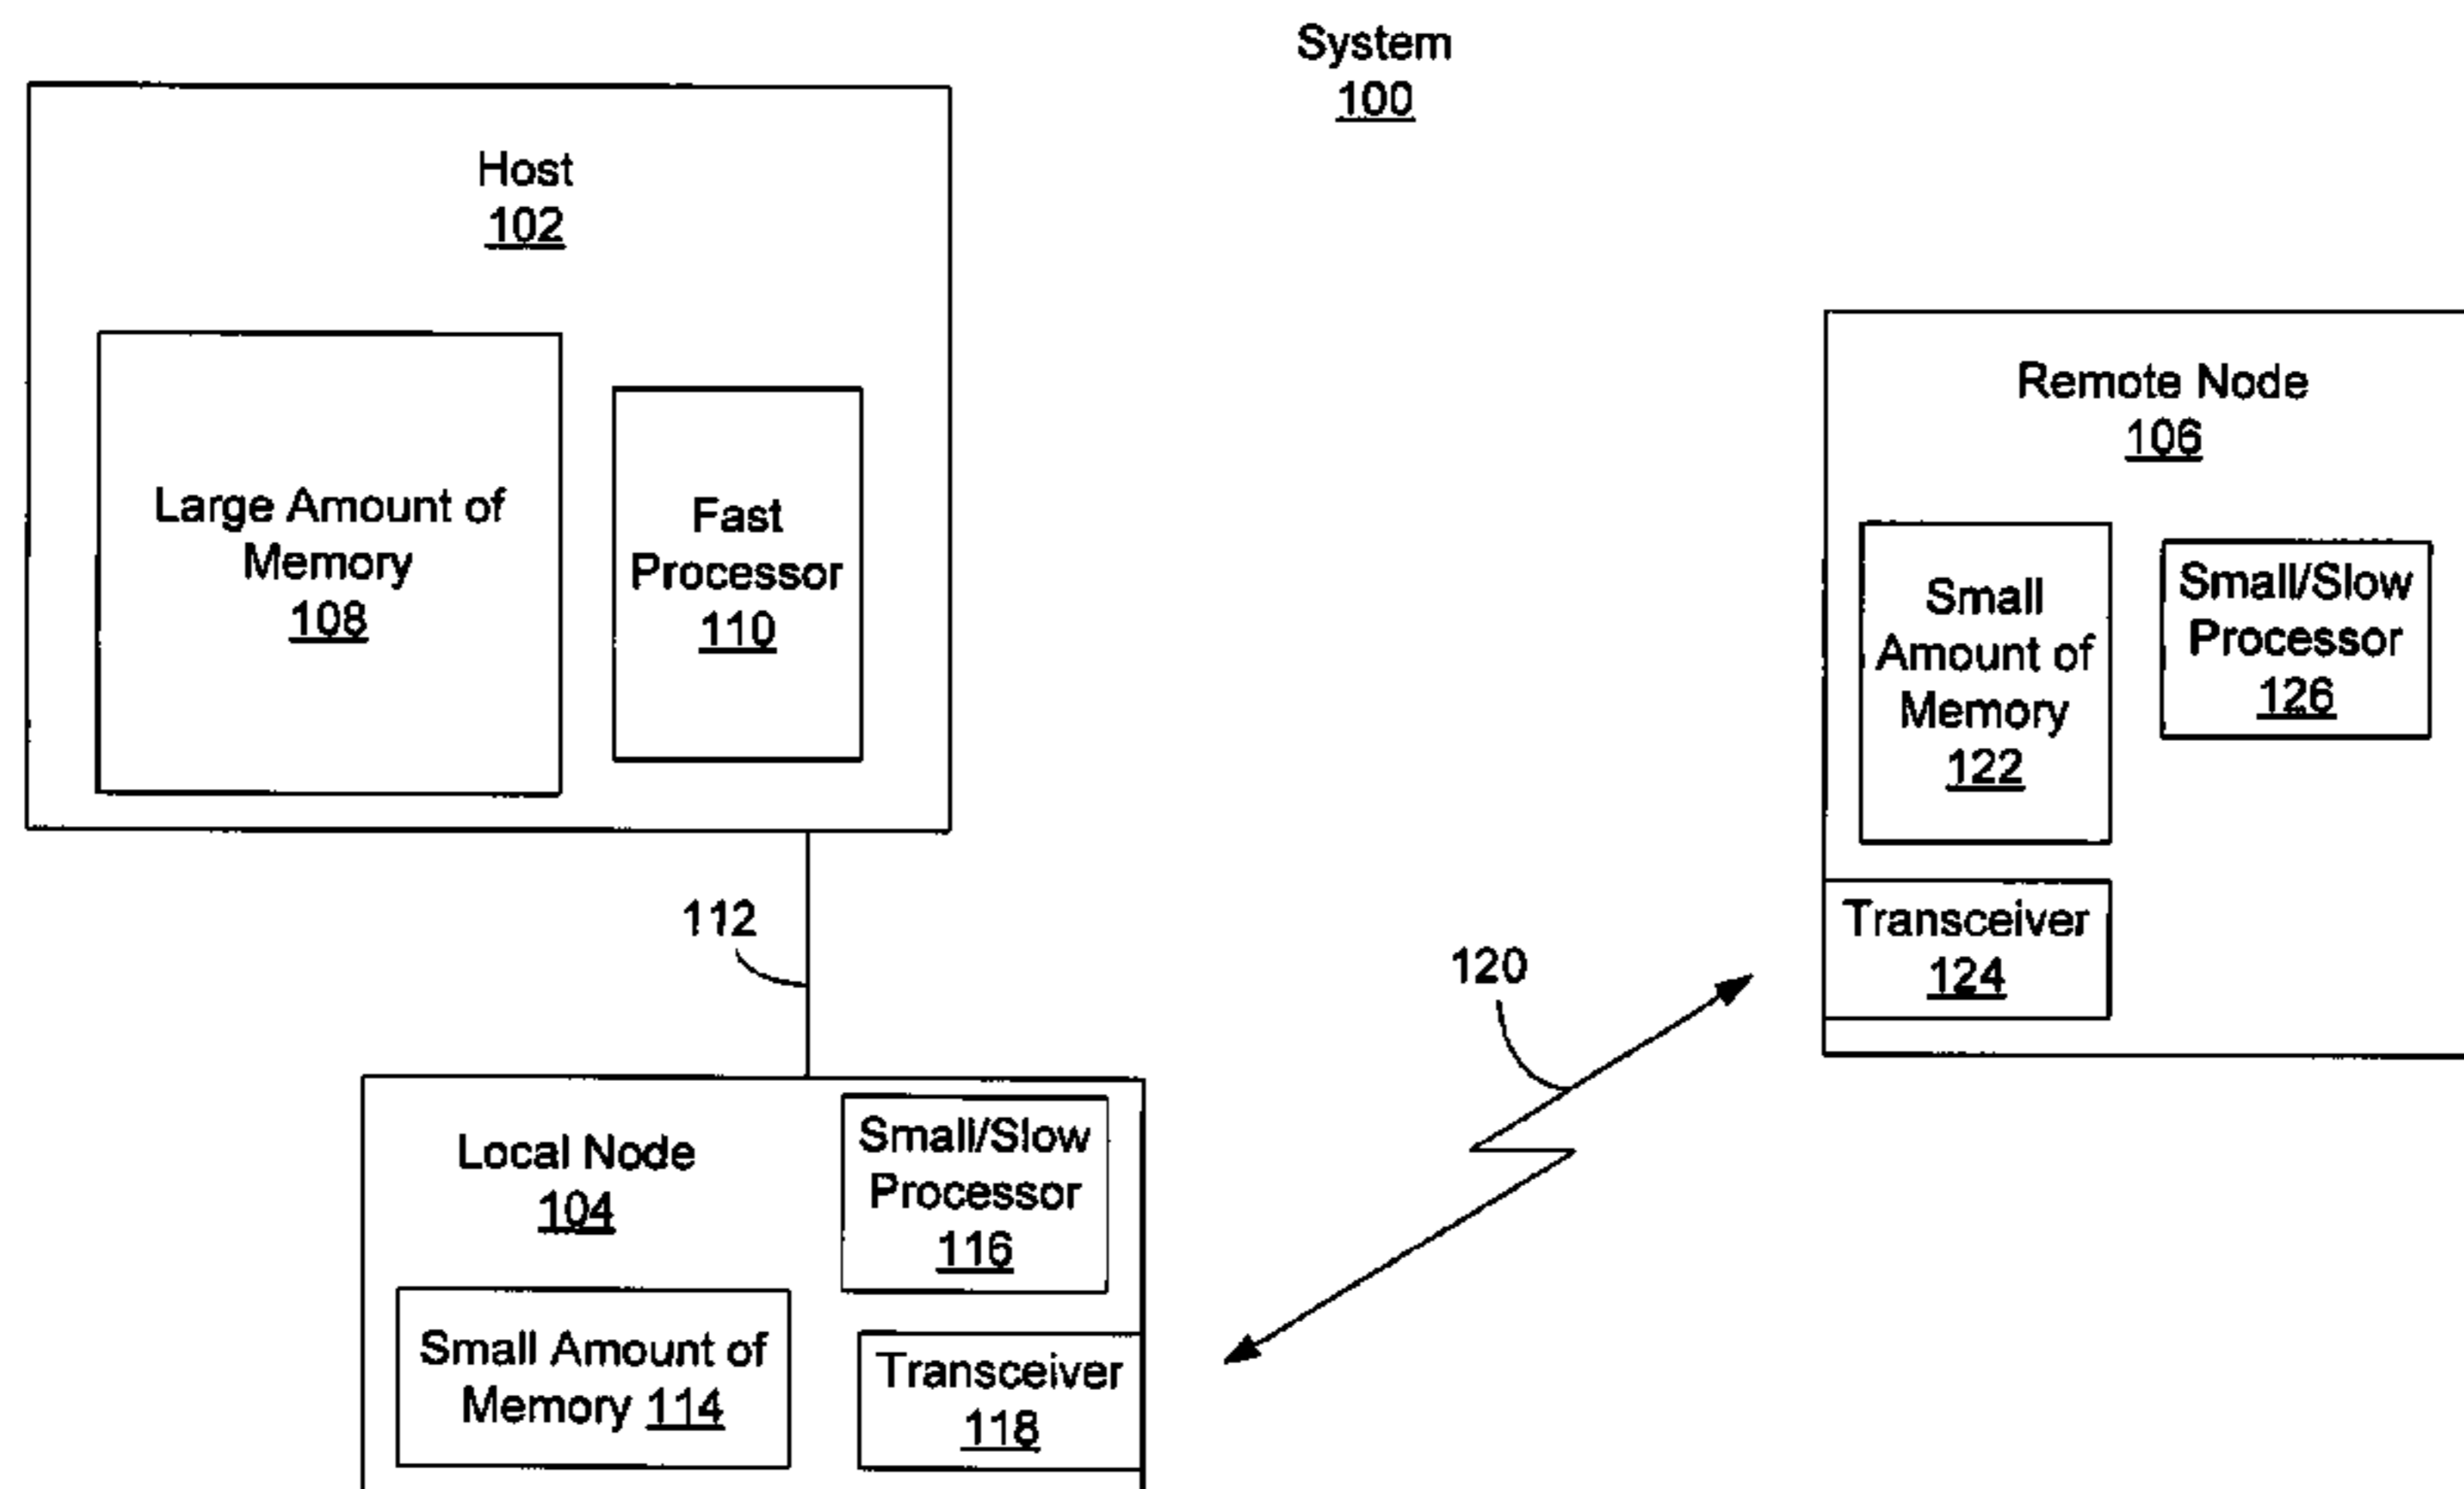 System
100
Host
102
Large Amount of
Memory
108
Fast
Processor
110
Remote Node
106
Small
Amount of
Memory
122
Small/Slow
Processor
126
Transceiver
124
112
120
Local Node
104
Small/Slow
Processor
116
Small Amount of
Memory 114
Transceiver
118